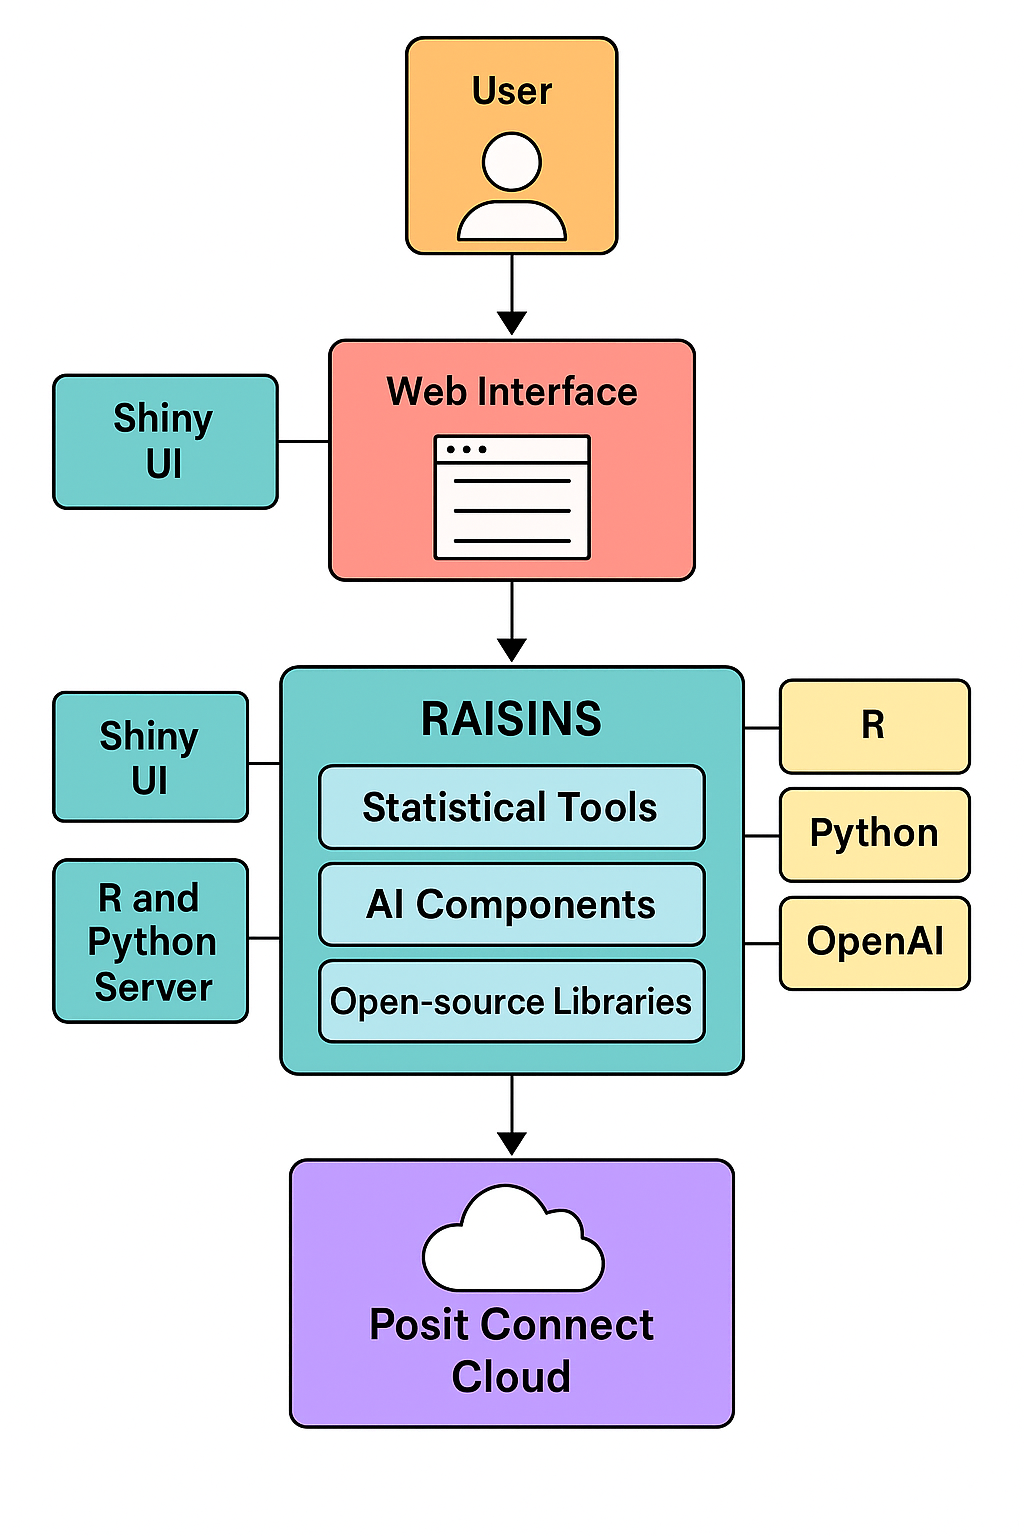 User
Web Interface
Shiny
UI
RAISINS
Statistical Tools
AI Components
Open-source Libraries
Shiny
UI
R and
Python
Server
R
Python
OpenAI
Posit Connect
Cloud